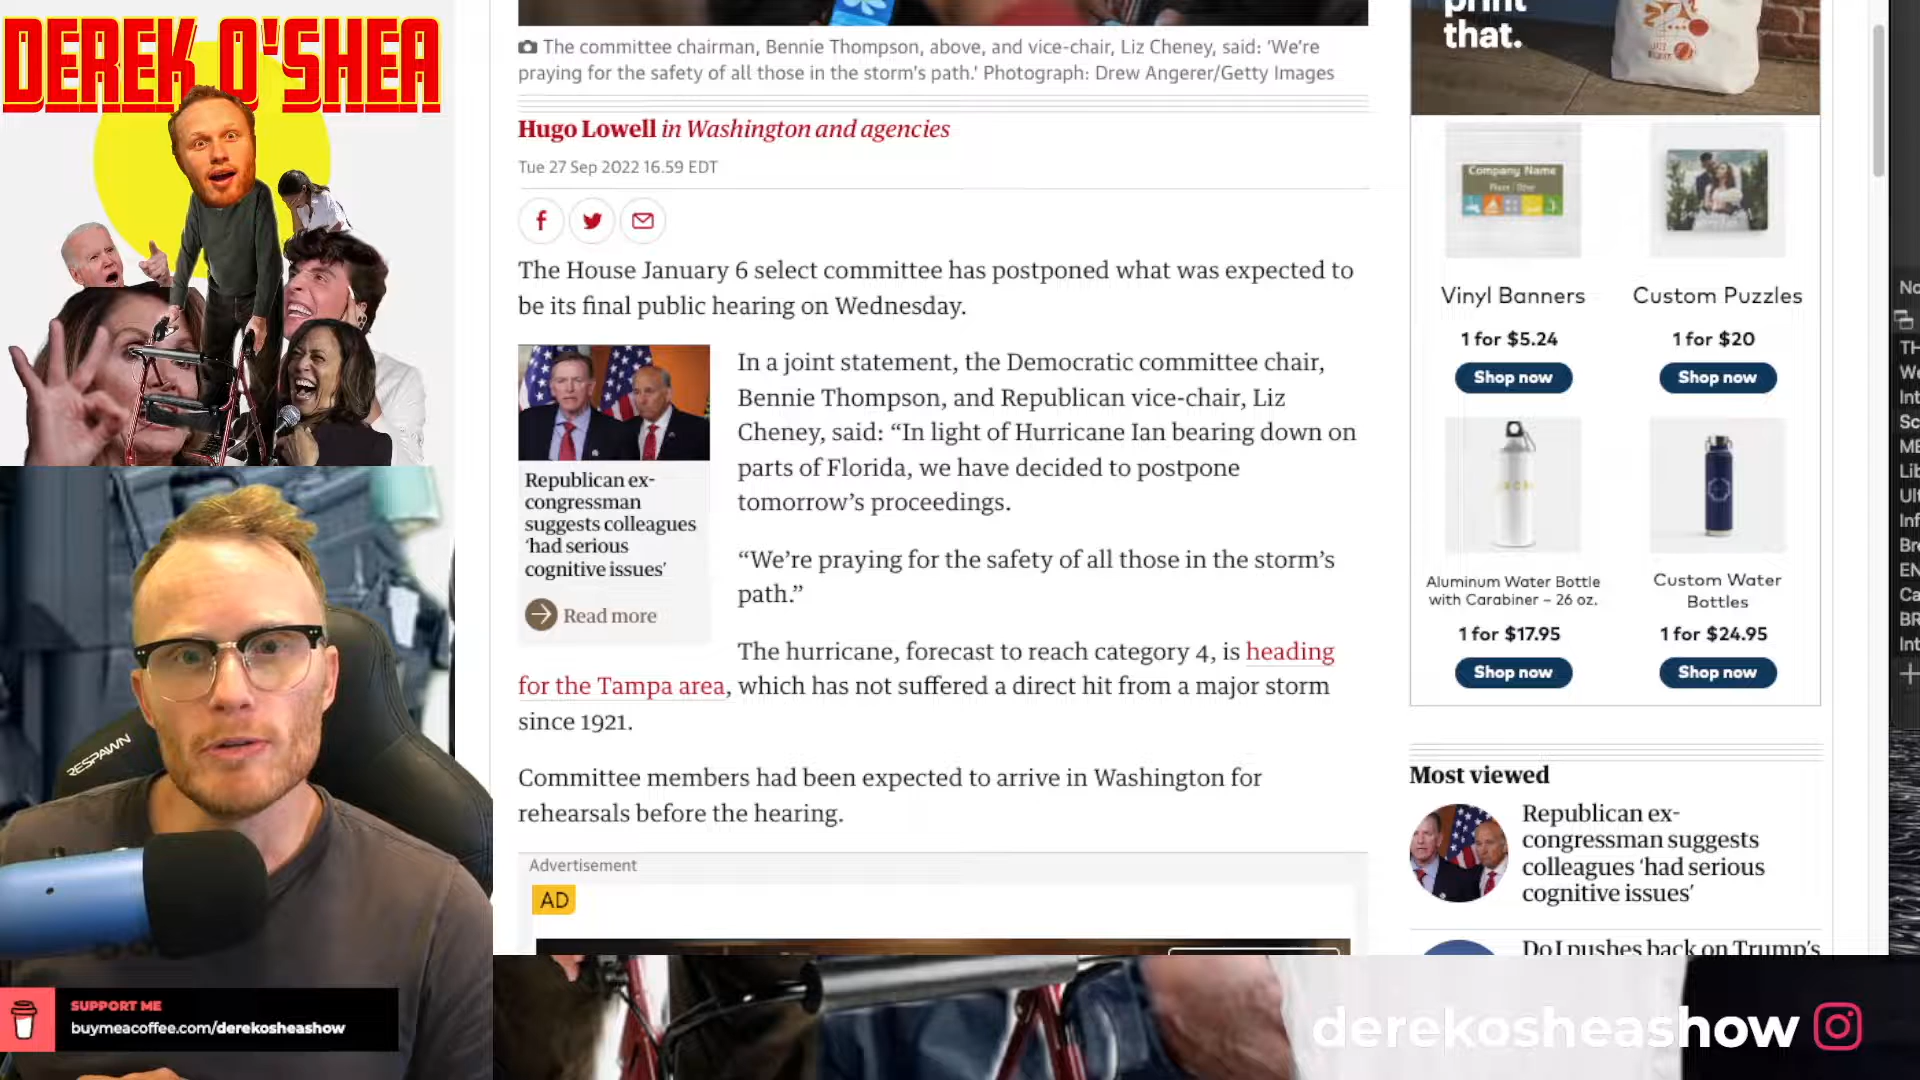 DEREK O'SHEA
RESPAWN
SUPPORT ME
buymeacoffee.com/derekosheashow
The committee chairman, Bennie Thompson, above, and vice-chair, Liz Cheney, said: ‘We’re
praying for the safety of all those in the storm’s path.’ Photograph: Drew Angerer/Getty Images
Hugo Lowell in Washington and agencies
Tue 27 Sep 2022 16.59 EDT
The House January 6 select committee has postponed what was expected to
be its final public hearing on Wednesday.
Republican ex-
congressman
suggests colleagues
‘had serious
cognitive issues’
Read more
In a joint statement, the Democratic committee chair,
Bennie Thompson, and Republican vice-chair, Liz
Cheney, said: “In light of Hurricane Ian bearing down on
parts of Florida, we have decided to postpone
tomorrow’s proceedings.
“We’re praying for the safety of all those in the storm’s
path.”
The hurricane, forecast to reach category 4, is heading
for the Tampa area, which has not suffered a direct hit from a major storm
since 1921.
Committee members had been expected to arrive in Washington for
rehearsals before the hearing.
Advertisement
AD
print
that.
Company Name
Vinyl Banners
1 for $5.24
Shop now
Custom Puzzles
1 for $20
Shop now
Aluminum Water Bottle
with Carabiner – 26 oz.
1 for $17.95
Shop now
Custom Water
Bottles
1 for $24.95
Shop now
Most viewed
Republican ex-
congressman suggests
colleagues ‘had serious
cognitive issues’
DoJ pushes back on Trump’s
derekosheashow